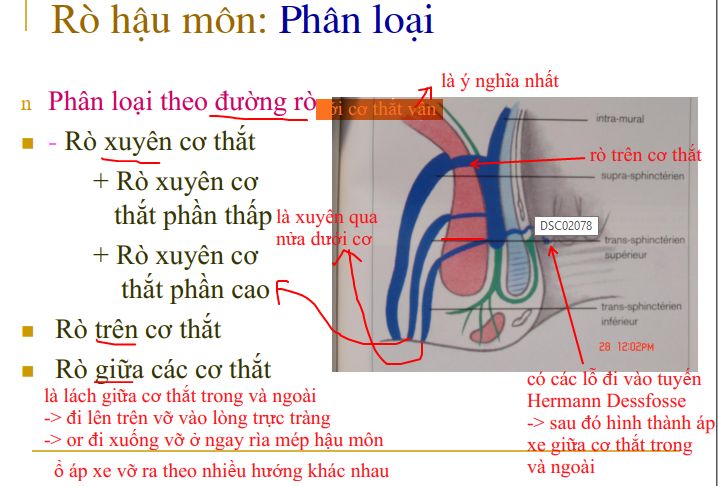 Rò hậu môn: Phân loại
n Phân loại theo đường rò
ới cơ thắt vân
là ý nghĩa nhất
- Rò xuyên cơ thắt
+ Rò xuyên cơ
thắt phần thấp
+ Rò xuyên cơ
thắt phần cao
Rò trên cơ thắt
Rò giữa các cơ thắt
là xuyên qua
nửa dưới cơ
intra-mural
rò trên cơ thắt
supra-sphinctérien
DSC02078
trans-sphinctérien
supérieur
trans-sphinctérien
inférieur
28 12:02PM
là lách giữa cơ thắt trong và ngoài
-> đi lên trên vỡ vào lòng trực tràng
-> or đi xuống vỡ ở ngay rìa mép hậu môn
có các lỗ đi vào tuyến
Hermann Dessfosse
-> sau đó hình thành áp
xe giữa cơ thắt trong
và ngoài
ổ áp xe vỡ ra theo nhiều hướng khác nhau